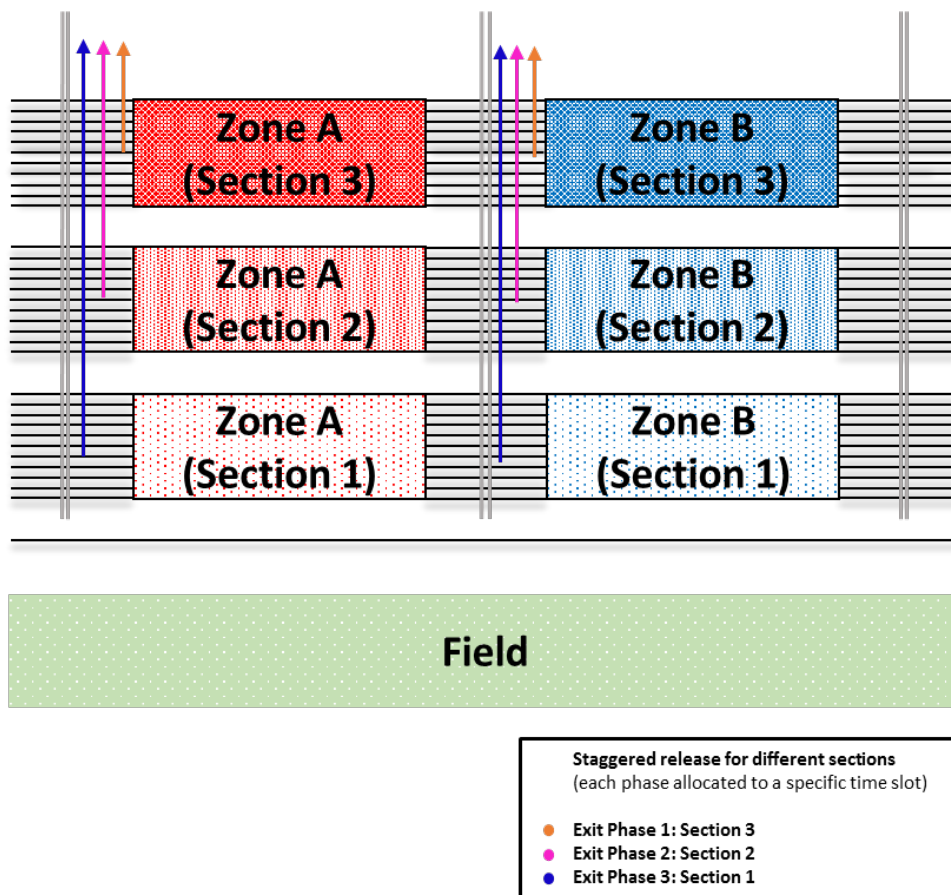 Zone A
(Section 3)
Zone B
(Section 3)
Zone A
(Section 2)
Zone B
(Section 2)
Zone A
(Section 1)
Zone B
(Section 1)
Field
Staggered release for different sections
(each phase allocated to a specific time slot)
Exit Phase 1: Section 3
Exit Phase 2: Section 2
Exit Phase 3: Section 1